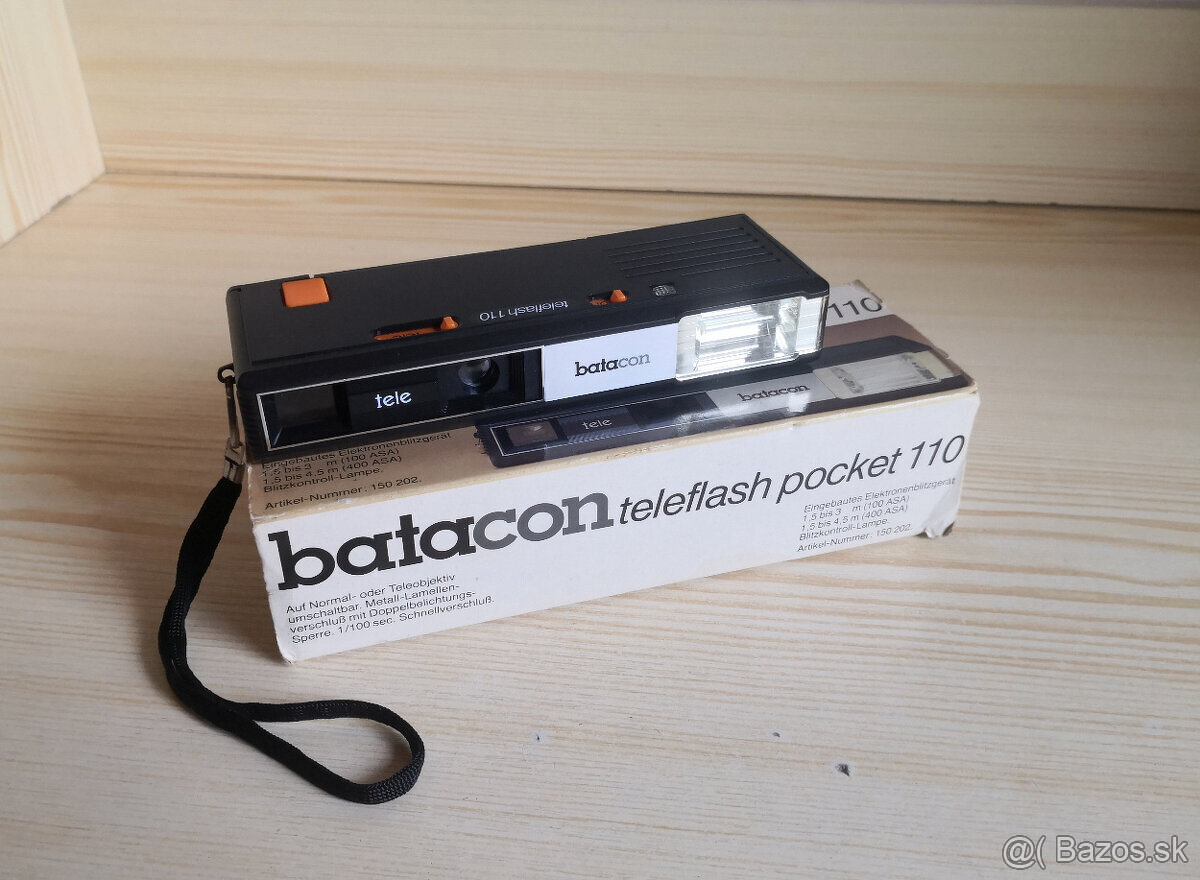 teleflash 110
tele
batacon
110
tele
batacon
Eingebautes Elektronenblitzgerät
1,5 bis 3 m (100 ASA)
1,5 bis 4,5 m (400 ASA)
Blitzkontroll-Lampe.
Artikel-Nummer: 150 202.
batacon teleflash pocket 110
Auf Normal- oder Teleobjektiv
umschaltbar. Metall-Lamellen-
verschluß mit Doppelbelichtungs-
Sperre. 1/100 sec. Schnellverschluß.
Eingebautes Elektronenblitzgerät
1,5 bis 3 m (100 ASA)
1,5 bis 4,5 m (400 ASA)
Blitzkontroll-Lampe.
Artikel-Nummer: 150 202.
@( Bazos.sk